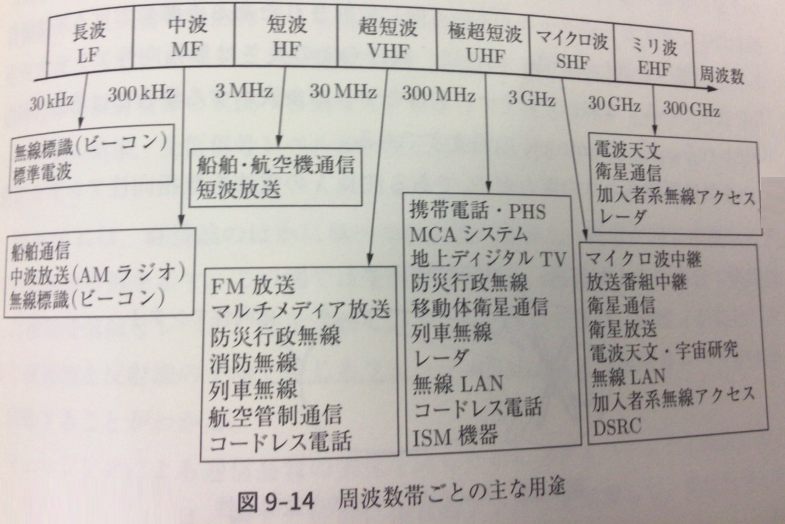 長波
LF
中波
MF
短波
HF
超短波
VHF
極超短波
UHF
マイクロ波
SHF
ミリ波
EHF
周波数
30 kHz
300 kHz
3 MHz
30 MHz
300 MHz
3 GHz
30 GHz
300 GHz
無線標識(ビーコン)
標準電波
船舶通信
中波放送(AMラジオ)
無線標識(ビーコン)
船舶・航空機通信
短波放送
FM 放送
マルチメディア放送
防災行政無線
消防無線
列車無線
航空管制通信
コードレス電話
携帯電話・PHS
MCA システム
地上ディジタル TV
防災行政無線
移動体衛星通信
列車無線
レーダ
無線 LAN
コードレス電話
ISM 機器
電波天文
衛星通信
加入者系無線アクセス
レーダ
マイクロ波中継
放送番組中継
衛星通信
衛星放送
電波天文・宇宙研究
無線 LAN
加入者系無線アクセス
DSRC
図 9-14 周波数帯ごとの主な用途